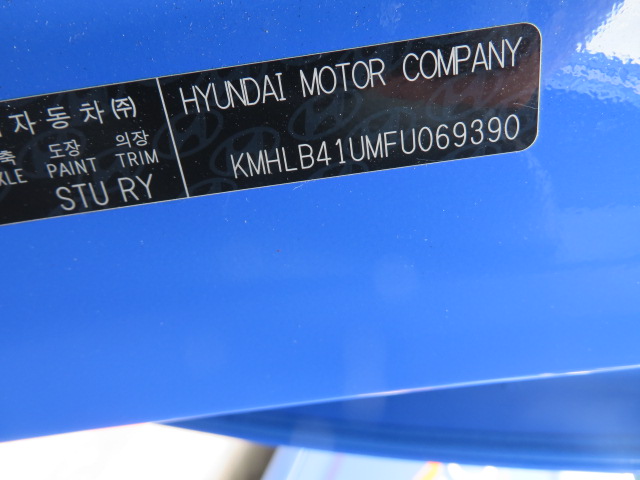 자동차(주)
HYUNDAI MOTOR COMPANY
도장 의장
PAINT TRIM
KMHLB41UMFU069390
STU RY